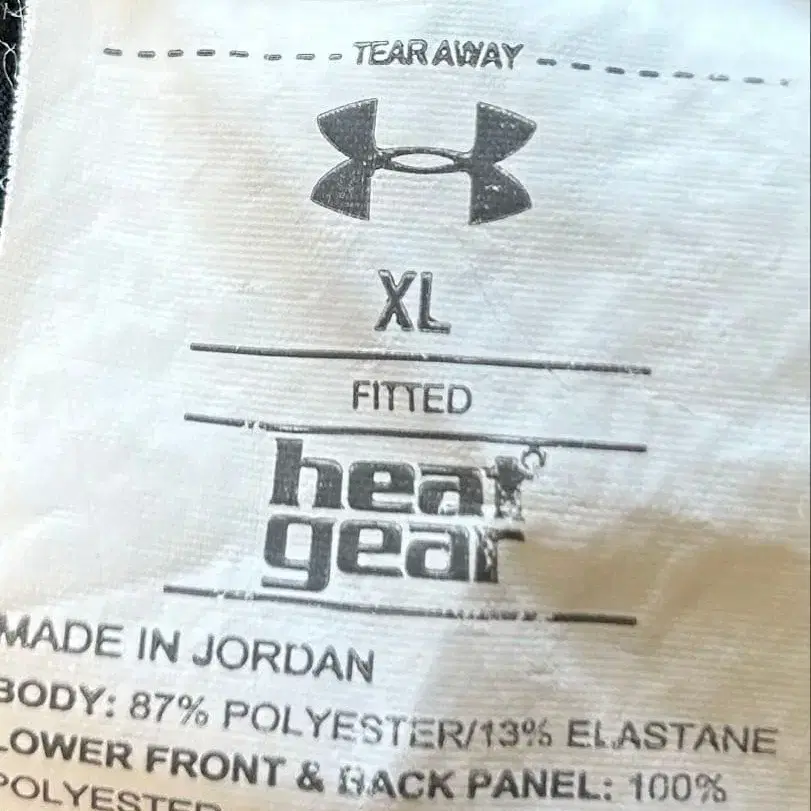 TEAR AWAY
XL
FITTED
heat
gear
MADE IN JORDAN
BODY: 87% POLYESTER/13% ELASTANE
LOWER FRONT & BACK PANEL: 100%
POLYESTER